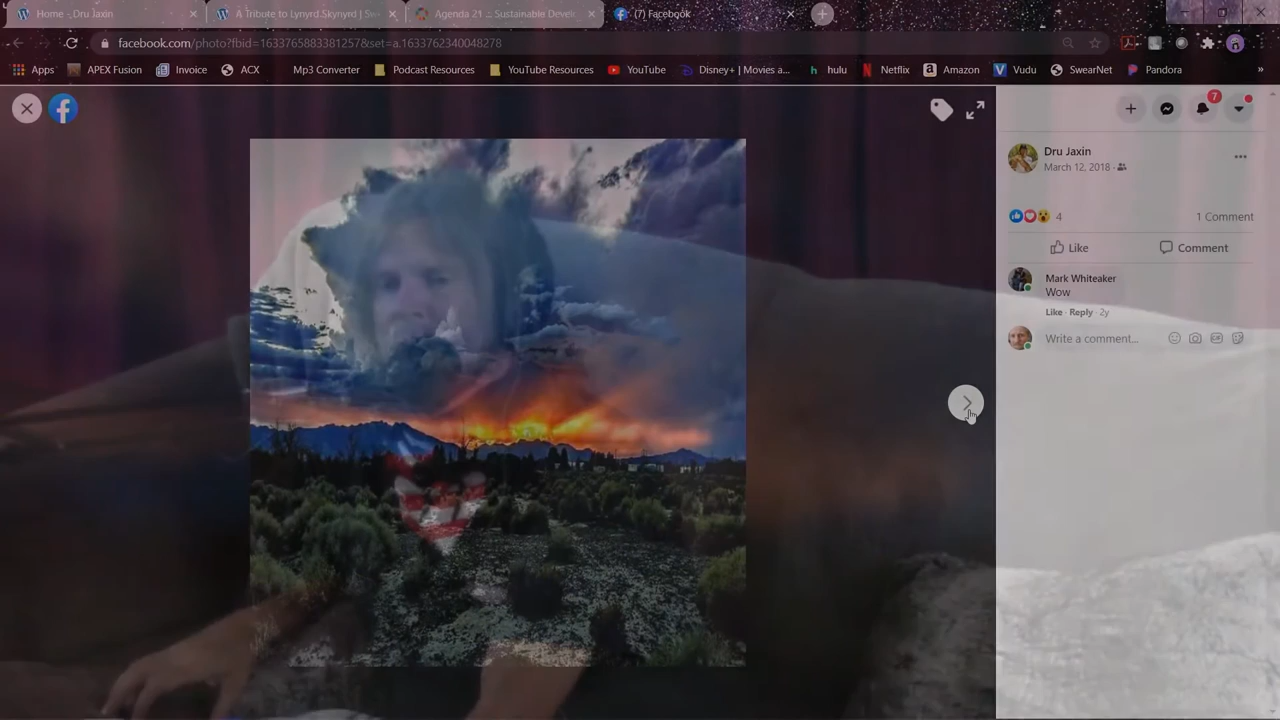 Home - Dru Jaxin
A Tribute to Lynyrd Skynyrd | Sw
Agenda 21 .:. Sustainable Devel
(7) Facebook
facebook.com/photo?fbid=1633765883381257&set=a.1633762340048278
Apps
APEX Fusion
Invoice
ACX
Mp3 Converter
Podcast Resources
YouTube Resources
YouTube
Disney+ | Movies a...
hulu
Netflix
Amazon
Vudu
SwearNet
Pandora
»
7
Dru Jaxin
March 12, 2018 ·
4
1 Comment
Like
Comment
Mark Whiteaker
Wow
Like · Reply · 2y
Write a comment...